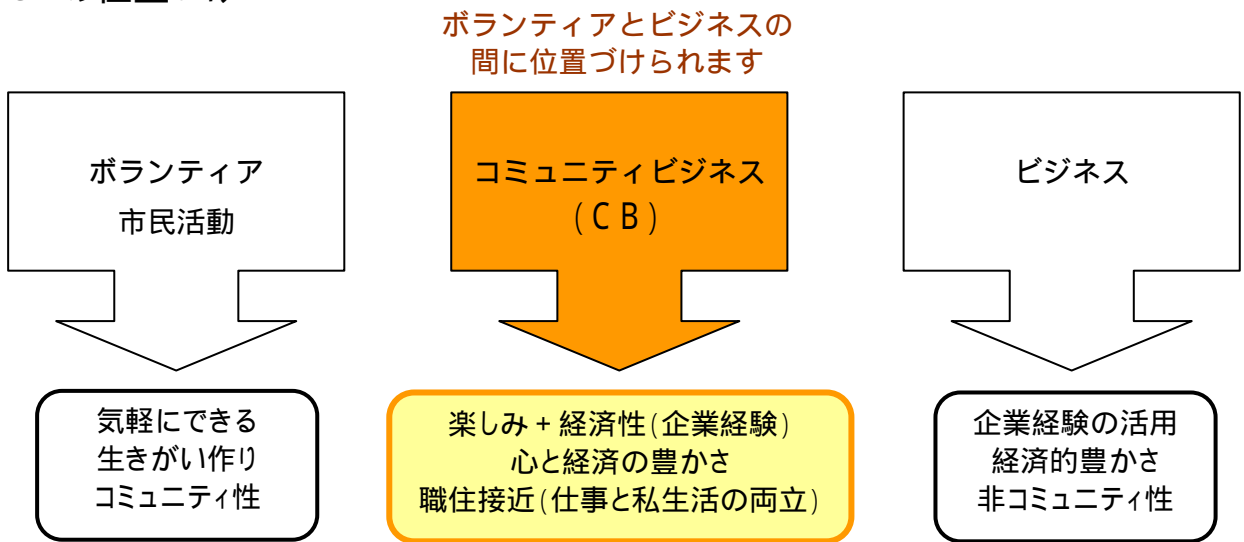 ボランティアとビジネスの
間に位置づけられます
ボランティア
市民活動
コミュニティビジネス
(ＣＢ)
ビジネス
気軽にできる
生きがい作り
コミュニティ性
楽しみ+経済性(企業経験)
心と経済の豊かさ
職住接近(仕事と私生活の両立)
企業経験の活用
経済的豊かさ
非コミュニティ性